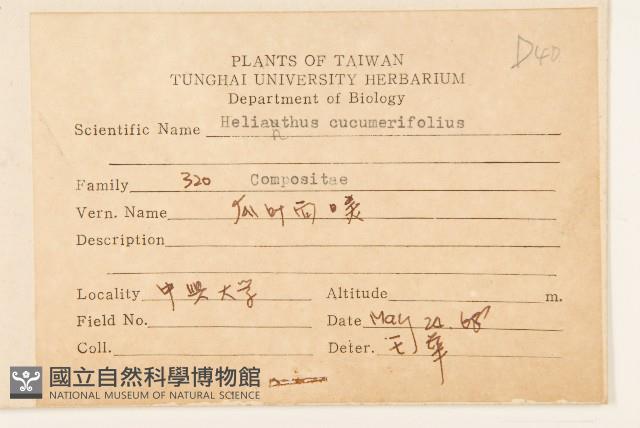 D40
PLANTS OF TAIWAN
TUNGHAI UNIVERSITY HERBARIUM
Department of Biology
Scientific Name Heliauthus cucumerifolius
n
Family 320 Compositae
Vern. Name 瓜叶向
Description
Locality 中興大学 Altitude m.
Field No. Date May 24. 68'
Coll. Deter. 華
國立自然科學博物館
NATIONAL MUSEUM OF NATURAL SCIENCE